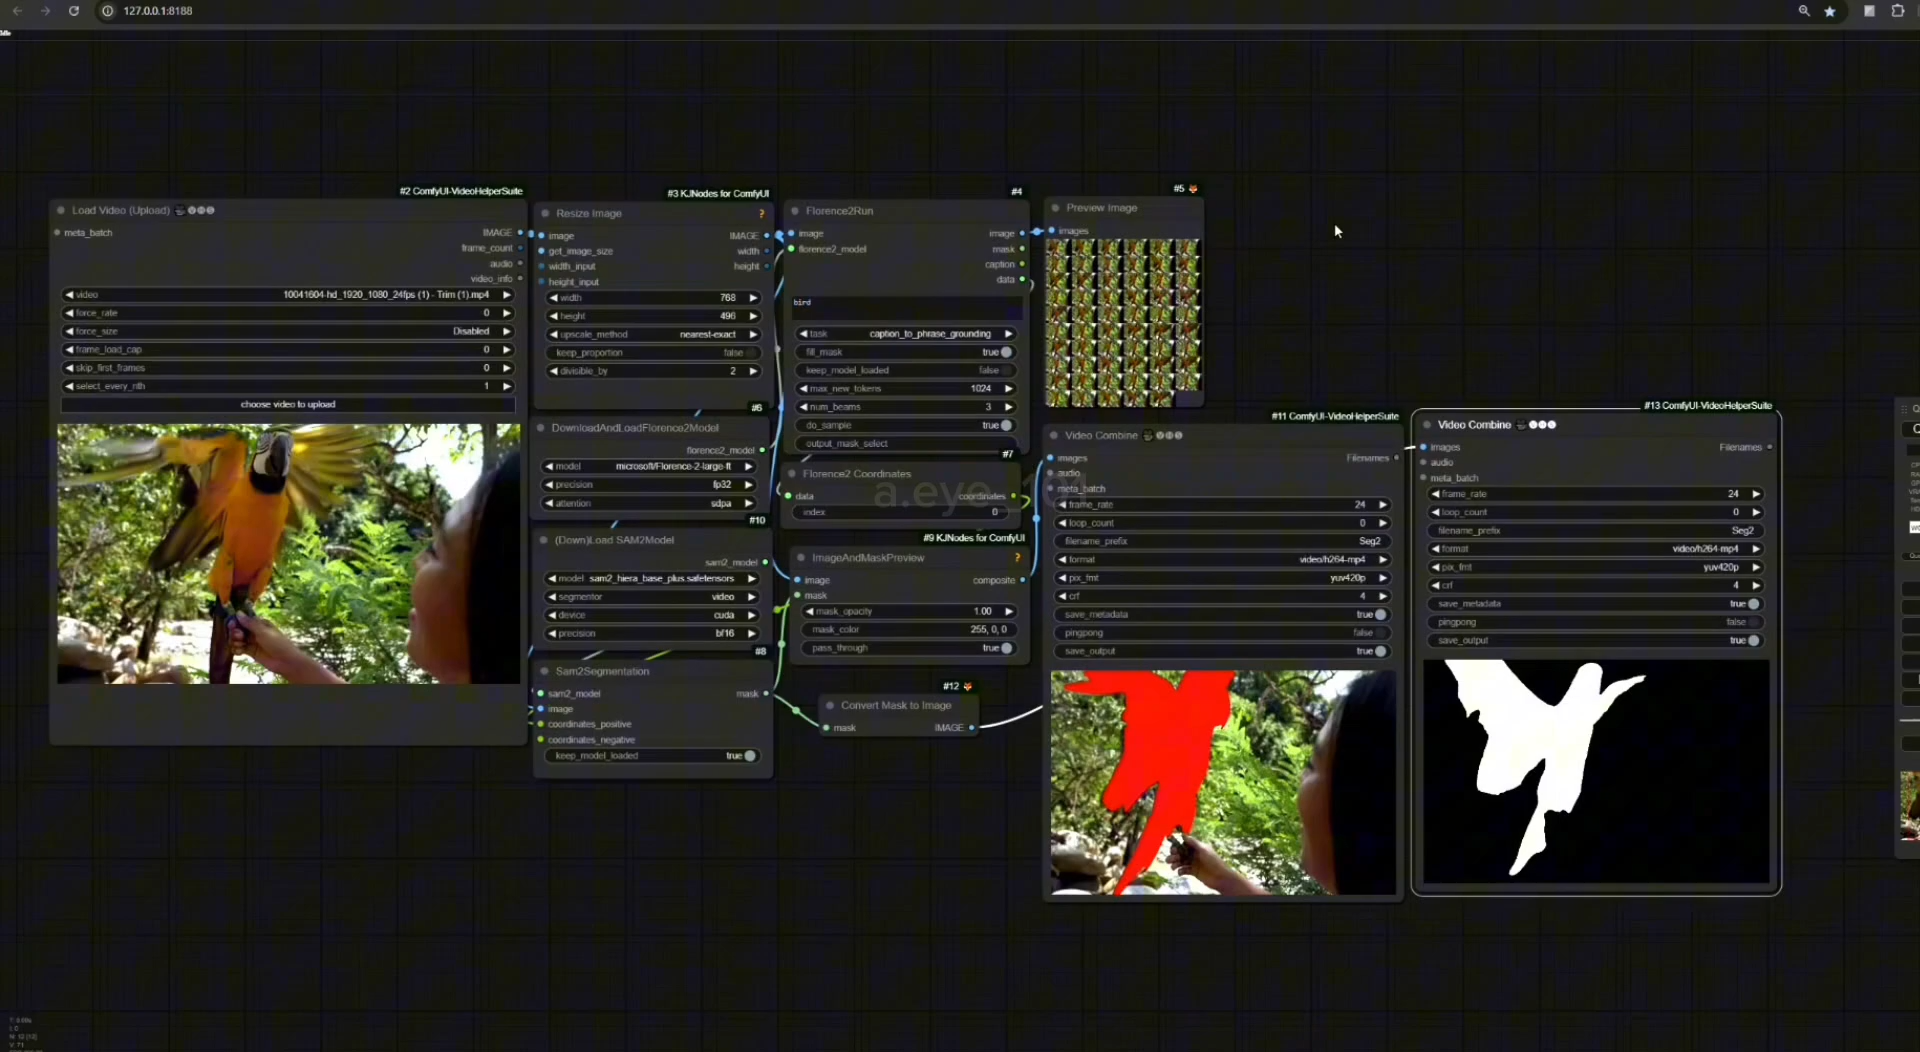 127.0.0.1:8188
#2 ComfyUI-VideoHelperSuite
Load Video (Upload)
meta_batch
IMAGE
frame_count
audio
video_info
video 10041604-hd_1920_1080_24fps (1) - Trim (1).mp4
force_rate 0
force_size Disabled
frame_load_cap 0
skip_first_frames 0
select_every_nth 1
choose video to upload
#3 KJNodes for ComfyUI
Resize Image ?
image IMAGE
get_image_size width
width_input height
height_input
width 768
height 496
upscale_method nearest-exact
keep_proportion false
divisible_by 2
#6
DownloadAndLoadFlorence2Model
florence2_model
model microsoft/Florence-2-large-ft
precision fp32
attention sdpa
#10
(Down)Load SAM2Model
sam2_model
model sam2_hiera_base_plus.safetensors
segmentor video
device cuda
precision bf16
#8
Sam2Segmentation
sam2_model mask
image
coordinates_positive
coordinates_negative
keep_model_loaded true
#4
Florence2Run
image image
florence2_model mask
caption
data
bird
task caption_to_phrase_grounding
fill_mask true
keep_model_loaded false
max_new_tokens 1024
num_beams 3
do_sample true
output_mask_select
#7
Florence2 Coordinates
data coordinates
index 0
a.eye_101
#9 KJNodes for ComfyUI
ImageAndMaskPreview ?
image composite
mask
mask_opacity 1.00
mask_color 255, 0, 0
pass_through true
#12
Convert Mask to Image
mask IMAGE
#5
Preview Image
images
#11 ComfyUI-VideoHelperSuite
Video Combine
images Filenames
audio
meta_batch
frame_rate 24
loop_count 0
filename_prefix Seg2
format video/h264-mp4
pix_fmt yuv420p
crf 4
save_metadata true
pingpong false
save_output true
#13 ComfyUI-VideoHelperSuite
Video Combine
images Filenames
audio
meta_batch
frame_rate 24
loop_count 0
filename_prefix Seg2
format video/h264-mp4
pix_fmt yuv420p
crf 4
save_metadata true
pingpong false
save_output true